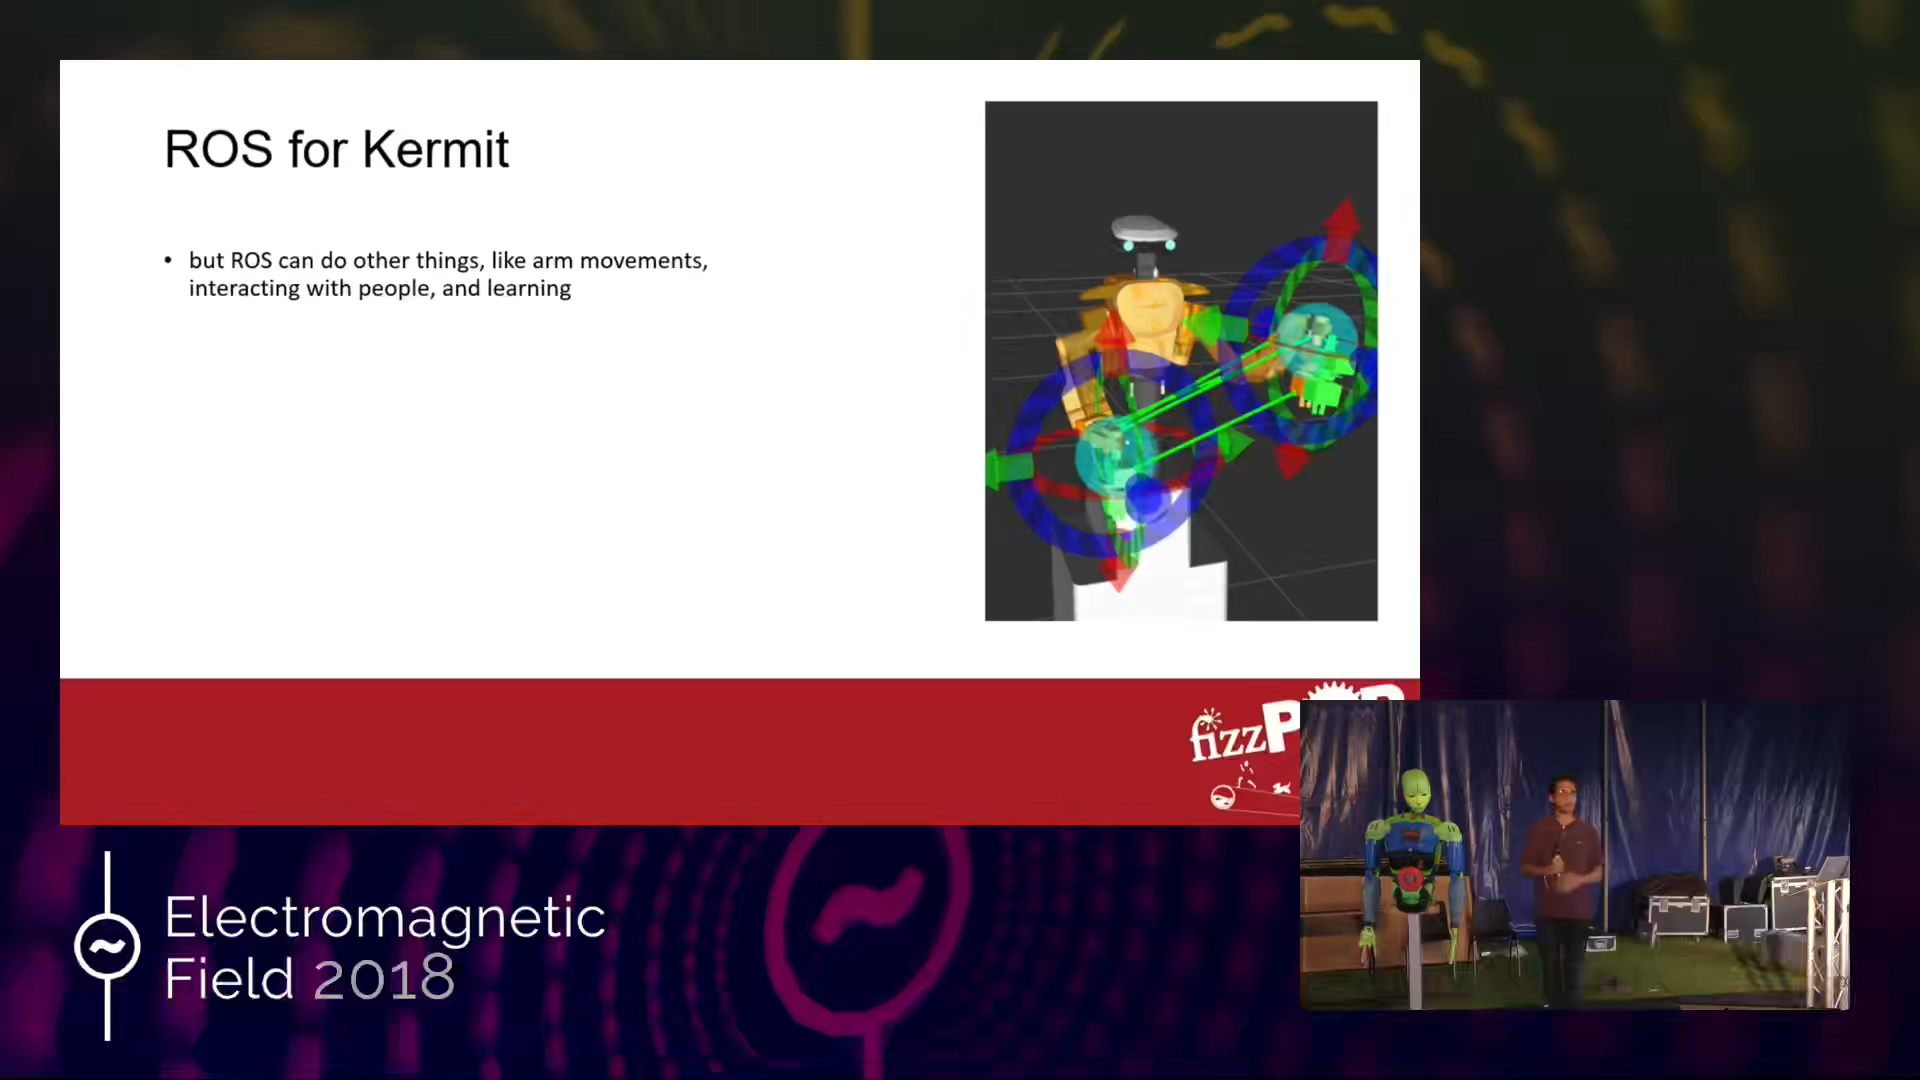 ROS for Kermit
• but ROS can do other things, like arm movements,
interacting with people, and learning
fizzP
Electromagnetic
Field 2018